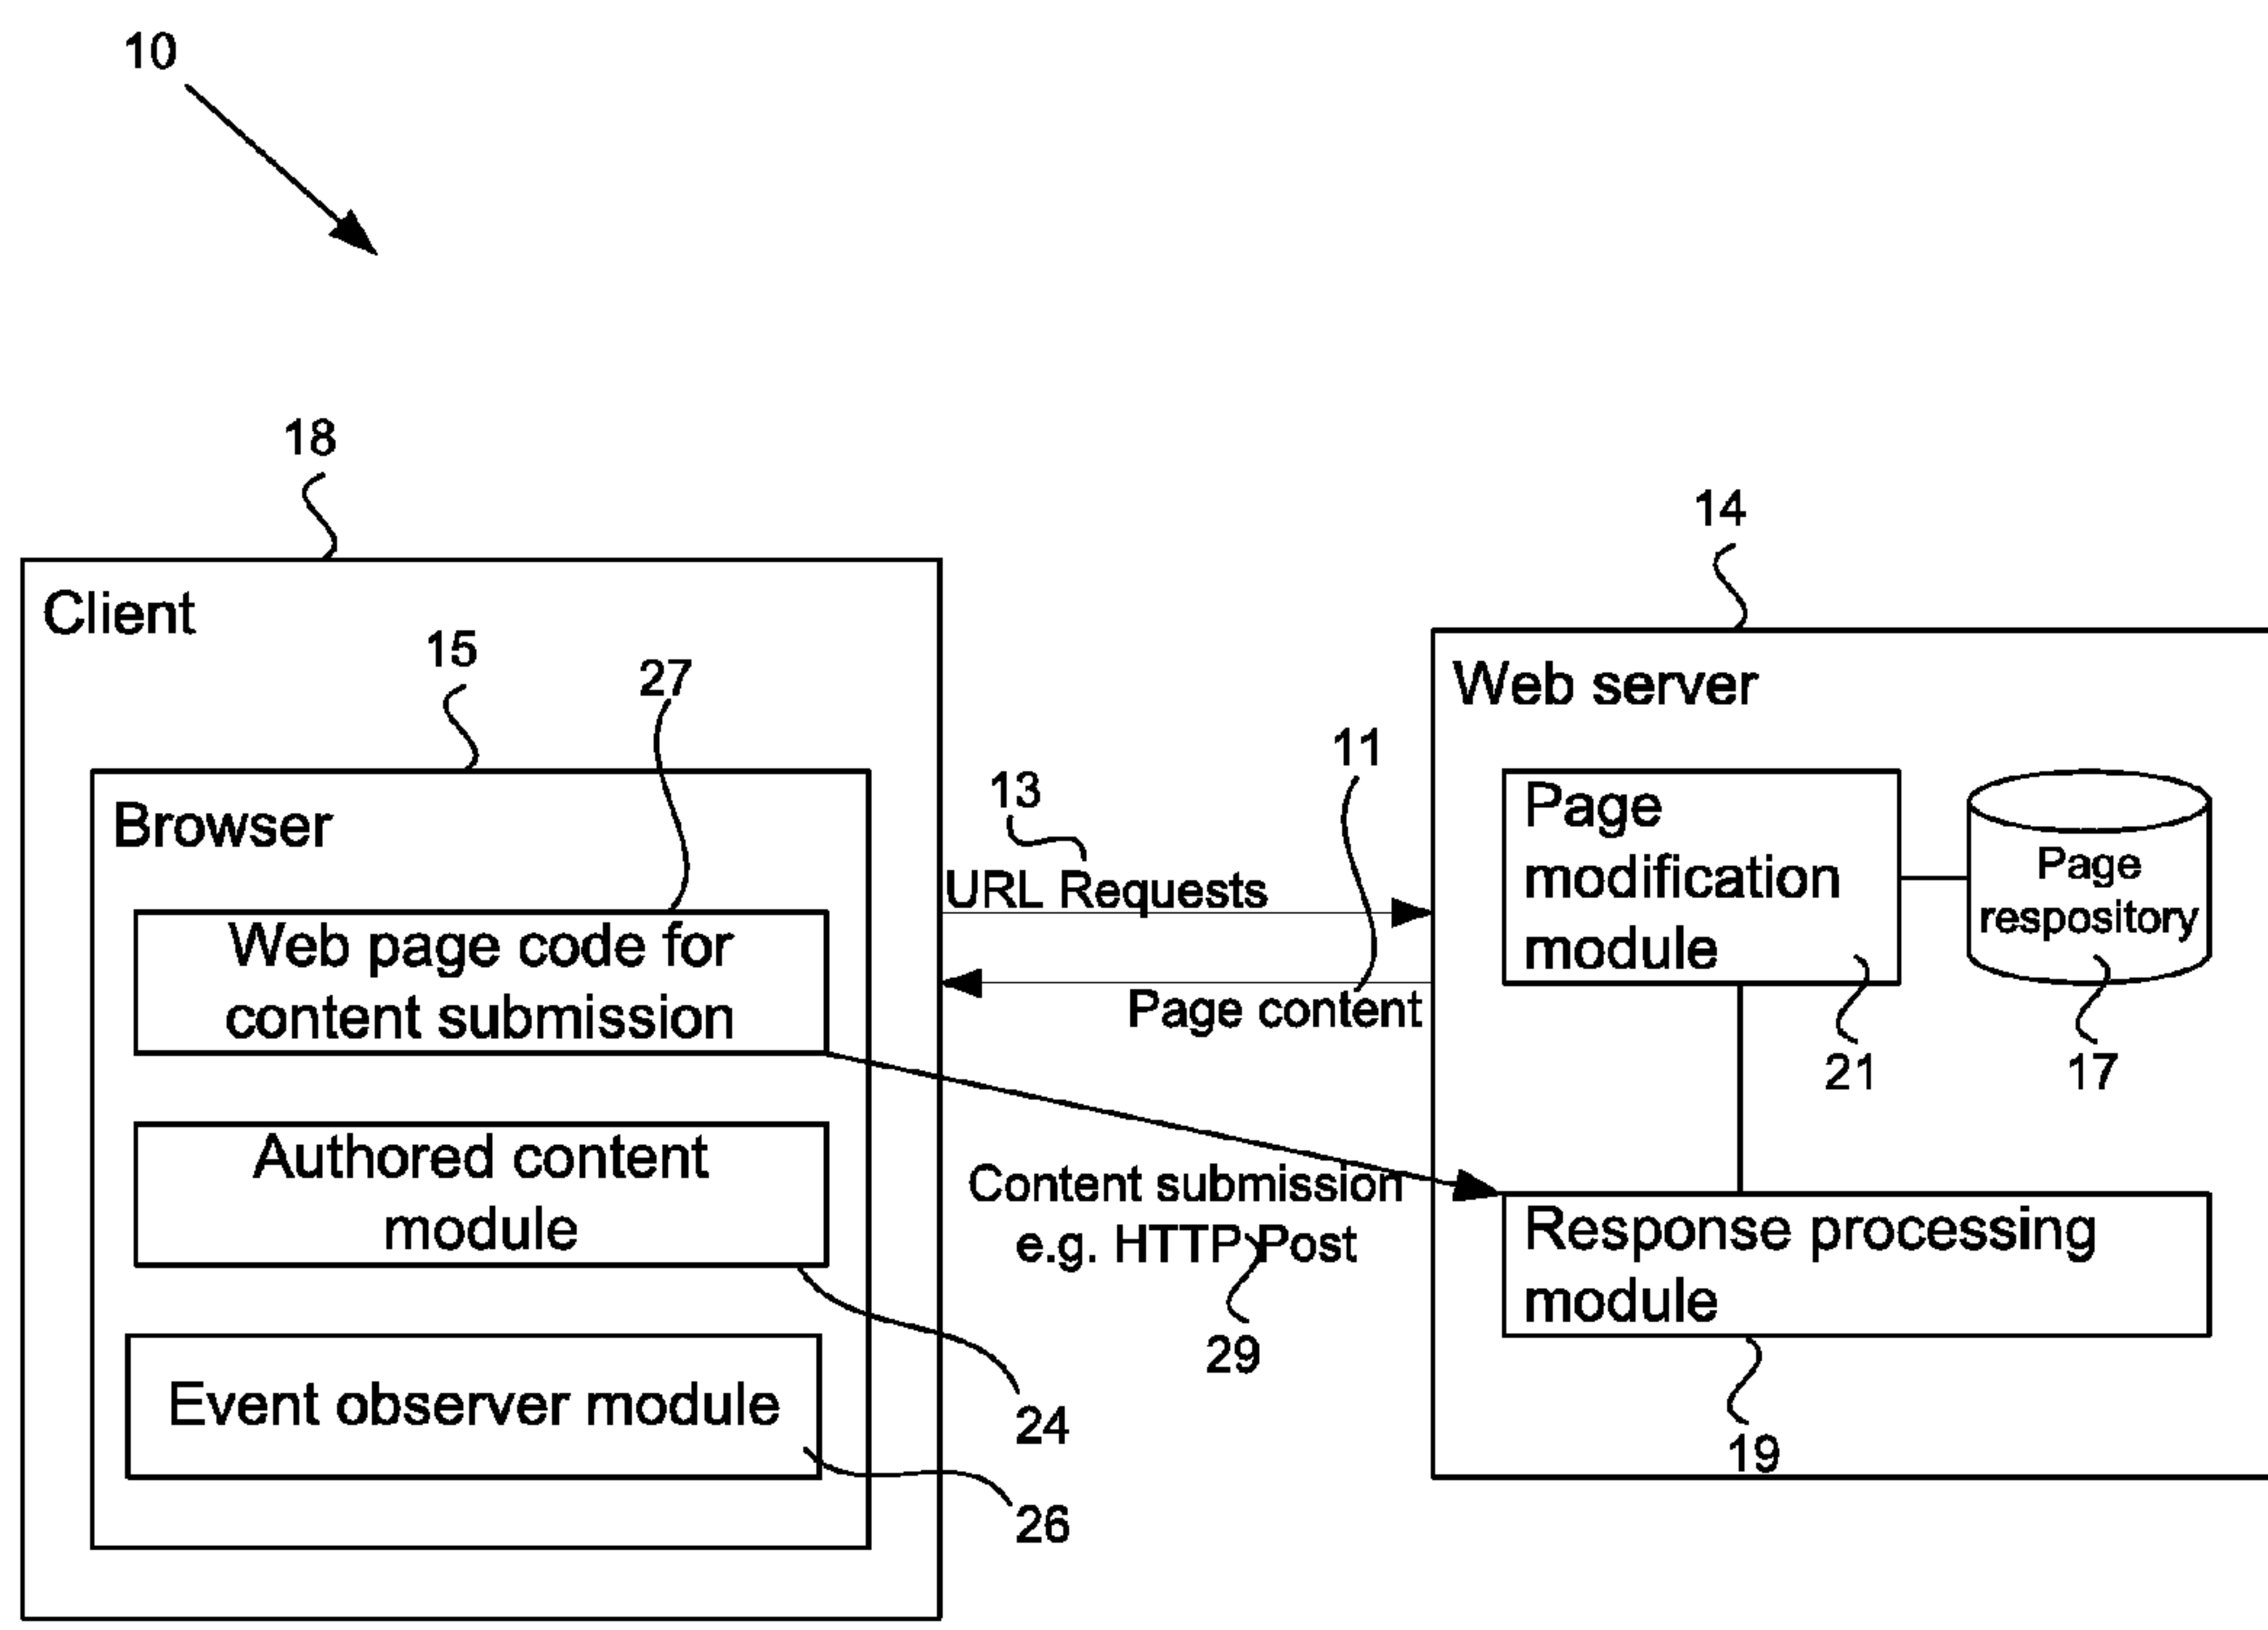 10
18
Client
15
27
Browser
Web page code for
content submission
Authored content
module
Event observer module
24
26
13
URL Requests
11
Page content
Content submission
e.g. HTTP Post
29
14
Web server
Page
modification
module
21
Page
respository
17
Response processing
module
19